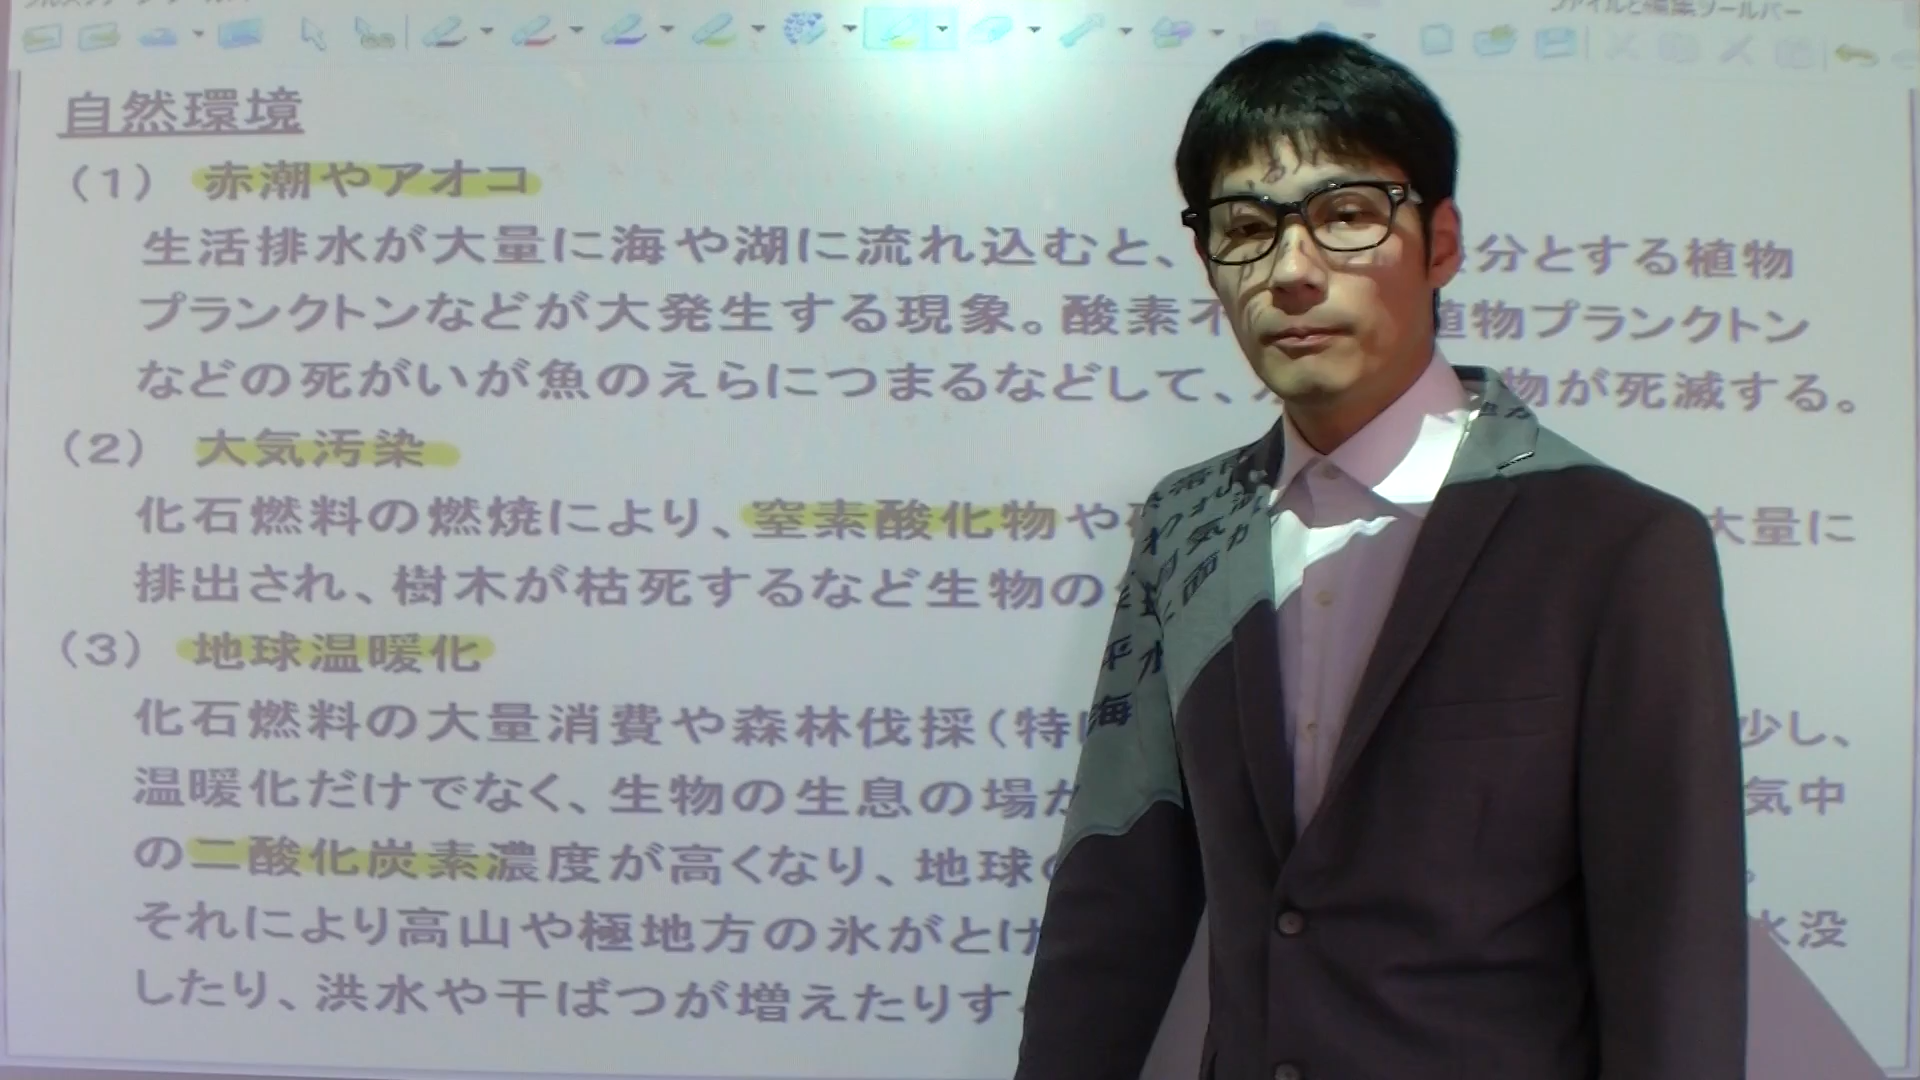 ファイルと編集ツールバー
自然環境
（１） 赤潮やアオコ
生活排水が大量に海や湖に流れ込むと、 分とする植物
プランクトンなどが大発生する現象。酸素不 植物プランクトン
などの死がいが魚のえらにつまるなどして、 物が死滅する。
（２） 大気汚染
化石燃料の燃焼により、窒素酸化物や 大量に
排出され、樹木が枯死するなど生物の
（３） 地球温暖化
化石燃料の大量消費や森林伐採（特に 少し、
温暖化だけでなく、生物の生息の場が 気中
の二酸化炭素濃度が高くなり、地球の 。
それにより高山や極地方の氷がとけ 水没
したり、洪水や干ばつが増えたりす